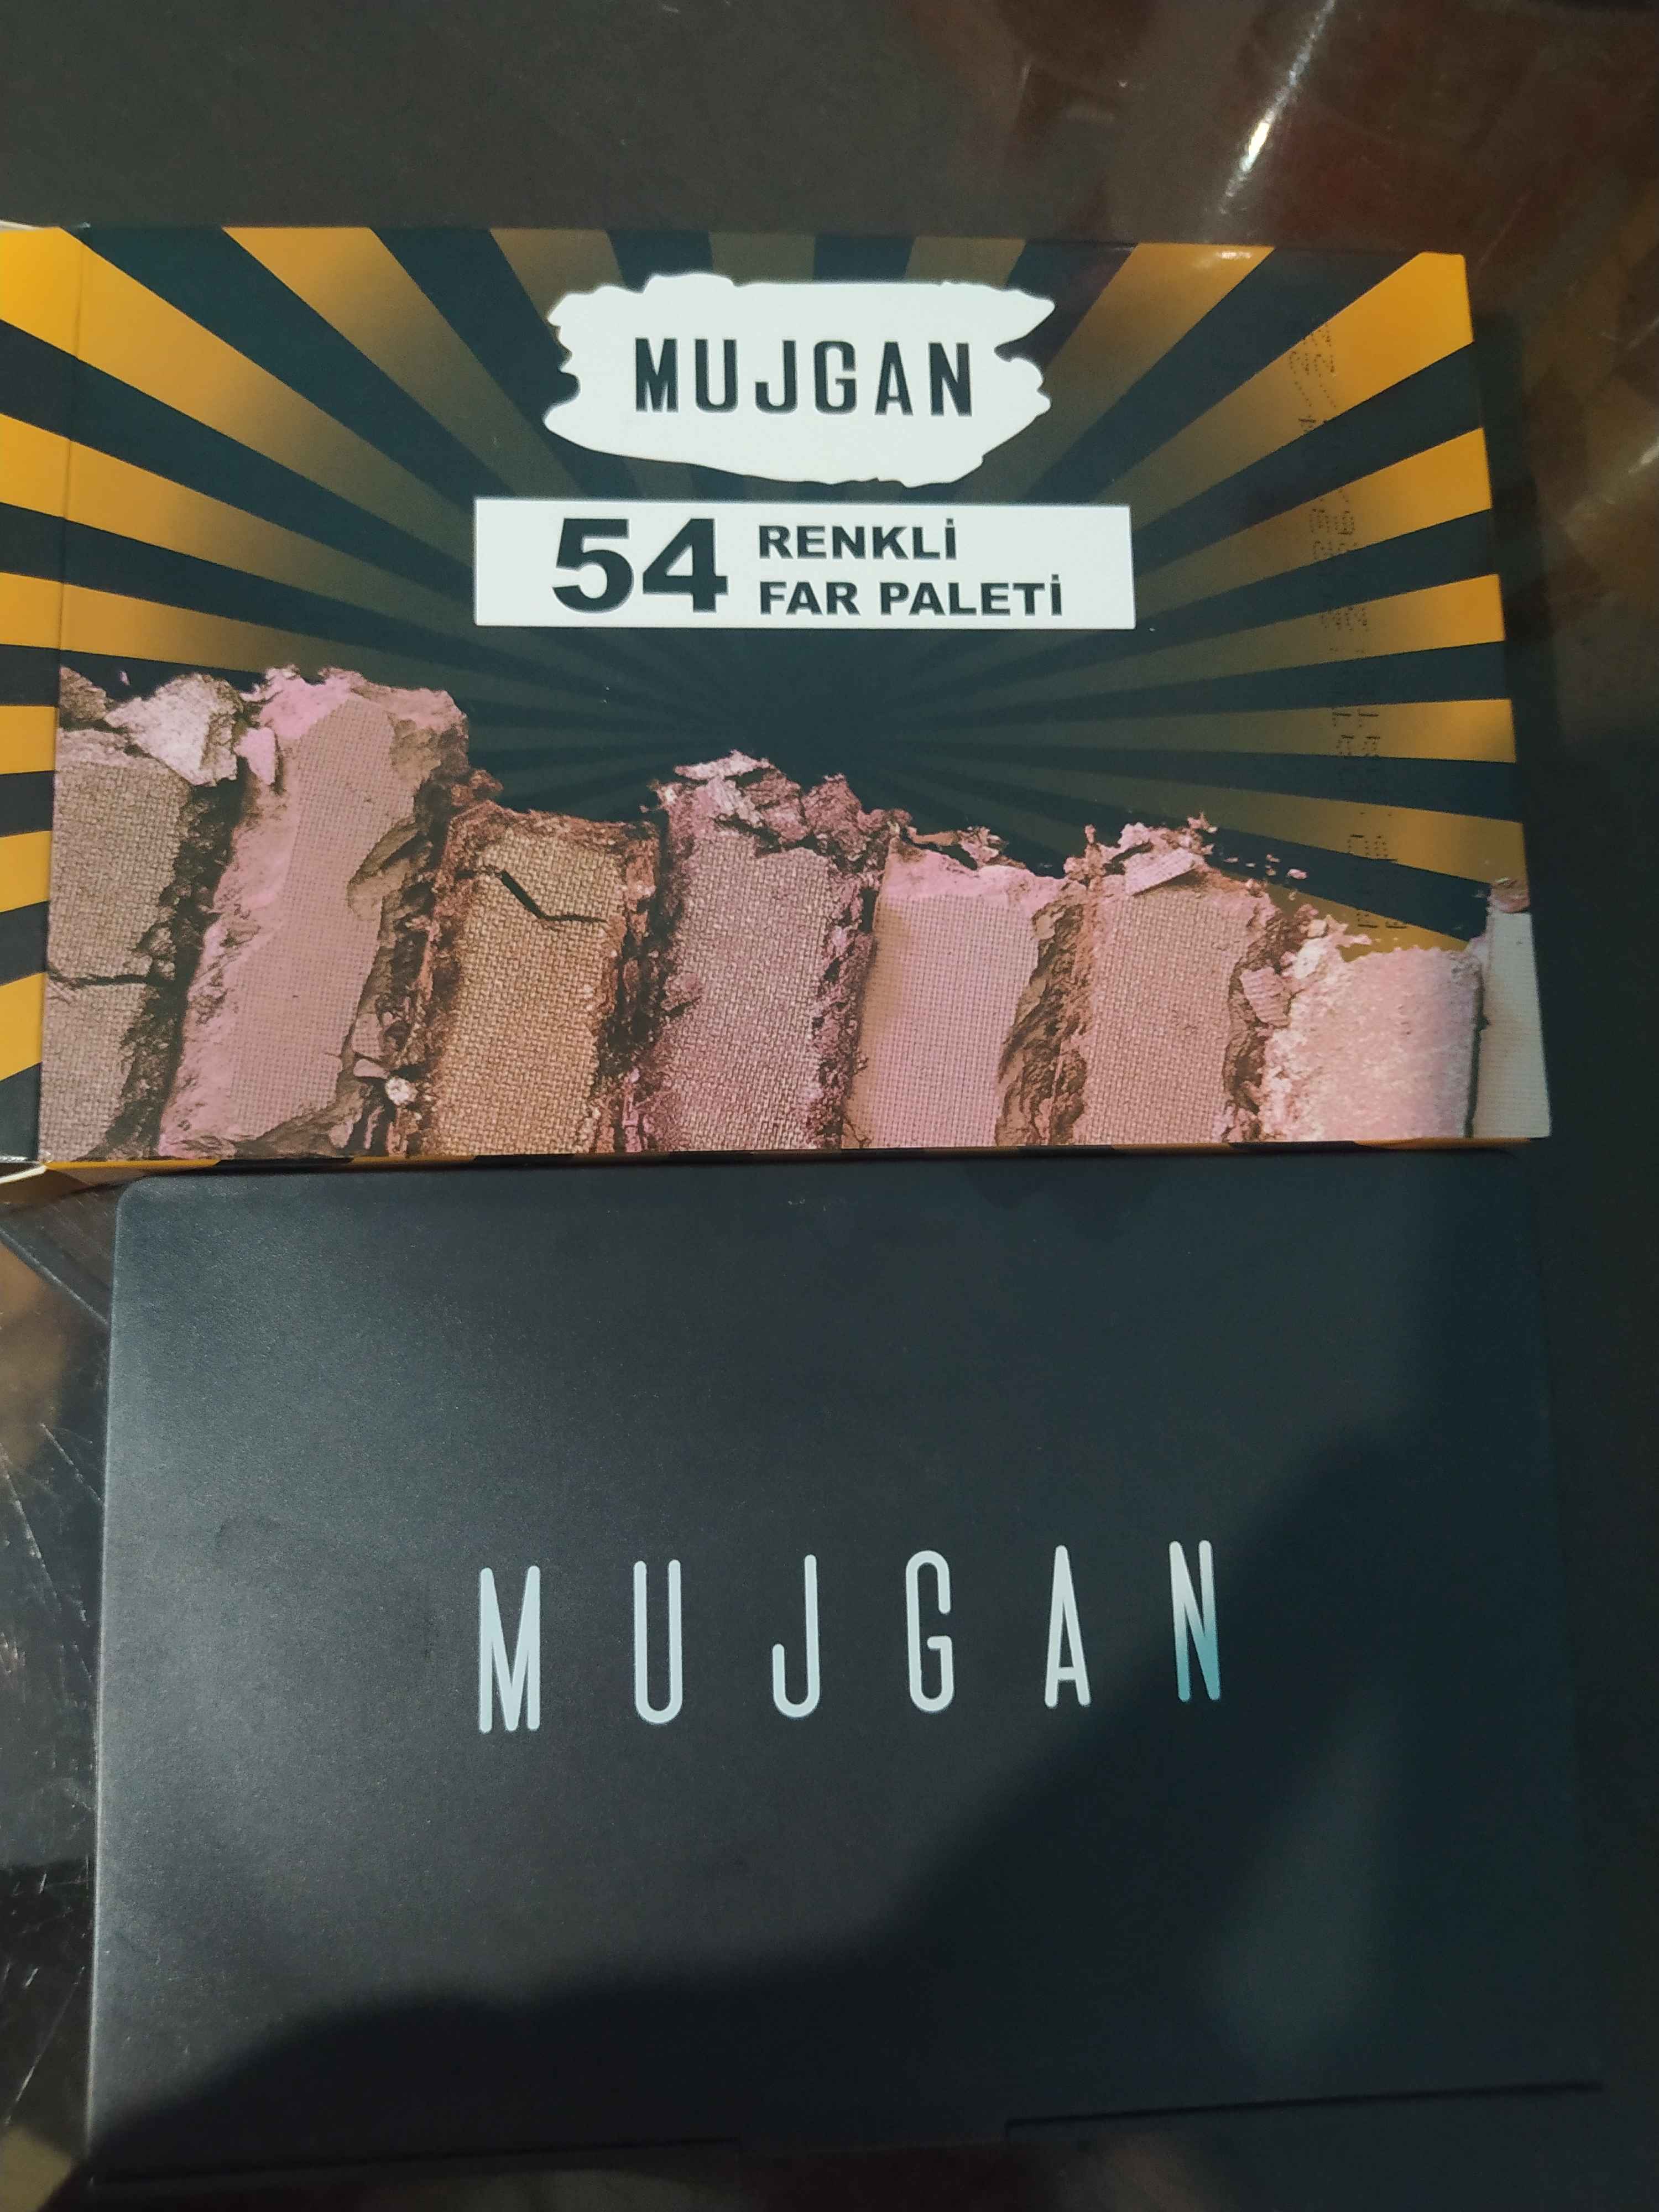 MUJGAN
54 RENKLİ
FAR PALETİ
MUJGAN